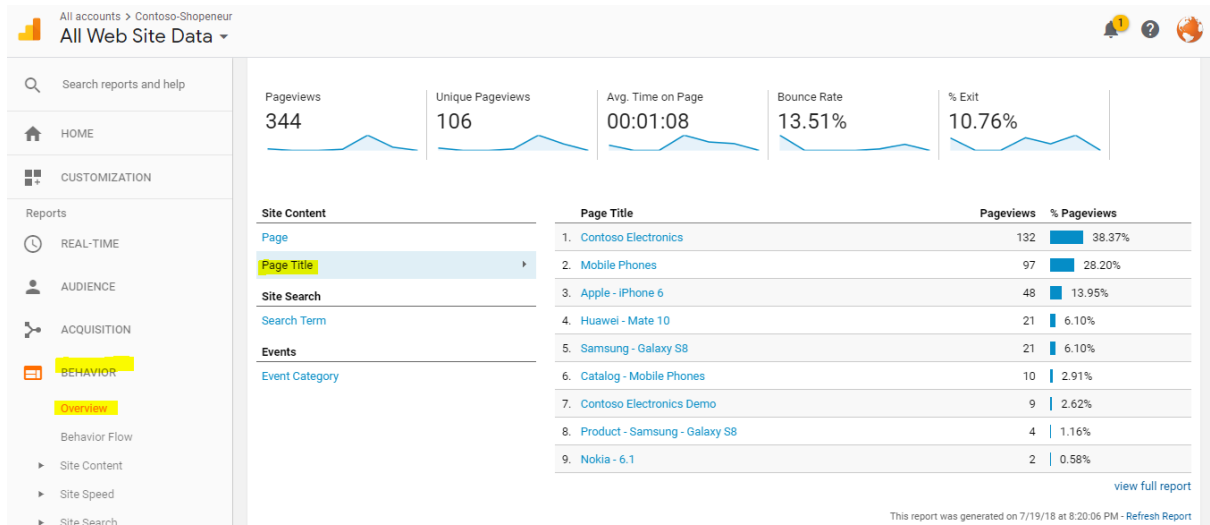 All accounts > Contoso-Shopeneur
All Web Site Data
1
Search reports and help
HOME
CUSTOMIZATION
Reports
REAL-TIME
AUDIENCE
ACQUISITION
BEHAVIOR
Overview
Behavior Flow
Site Content
Site Speed
Site Search
Pageviews Unique Pageviews Avg. Time on Page Bounce Rate % Exit
344 106 00:01:08 13.51% 10.76%
Site Content
Page
Page Title
Site Search
Search Term
Events
Event Category
Page Title Pageviews % Pageviews
1. Contoso Electronics 132 38.37%
2. Mobile Phones 97 28.20%
3. Apple - iPhone 6 48 13.95%
4. Huawei - Mate 10 21 6.10%
5. Samsung - Galaxy S8 21 6.10%
6. Catalog - Mobile Phones 10 2.91%
7. Contoso Electronics Demo 9 2.62%
8. Product - Samsung - Galaxy S8 4 1.16%
9. Nokia - 6.1 2 0.58%
view full report
This report was generated on 7/19/18 at 8:20:06 PM - Refresh Report